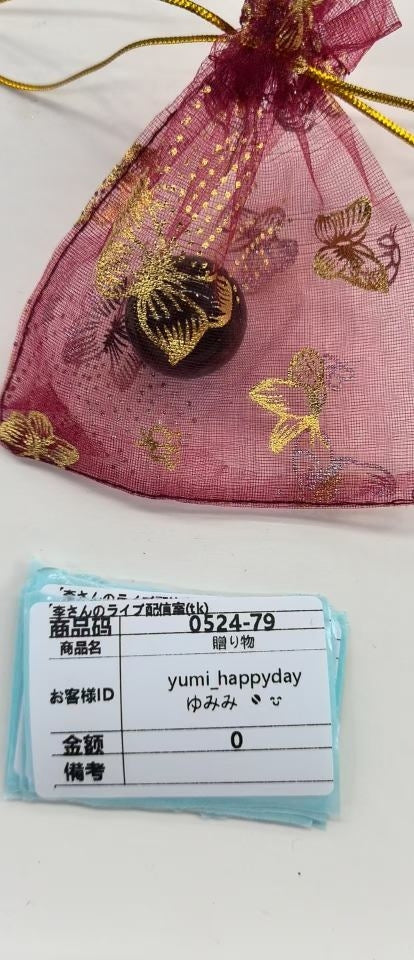 李さんのライブ配信室(tk)
商品码 0524-79
商品名 贈り物
お客様ID yumi_happyday
ゆみみ
金额 0
備考